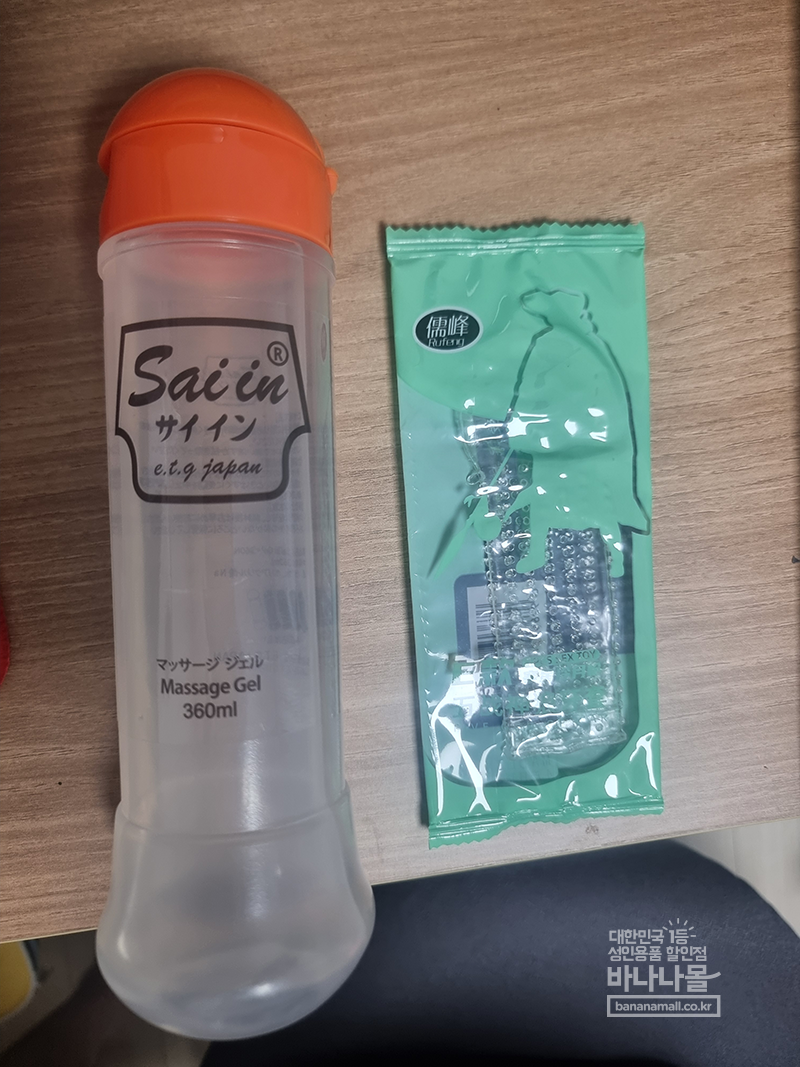 Sai in®
サイ イン
e.t.g japan
マッサージ ジェル
Massage Gel
360ml
儒峰
Rufeng
SEX TOY
대한민국 1등
성인용품 할인점
바나나몰
bananamall.co.kr